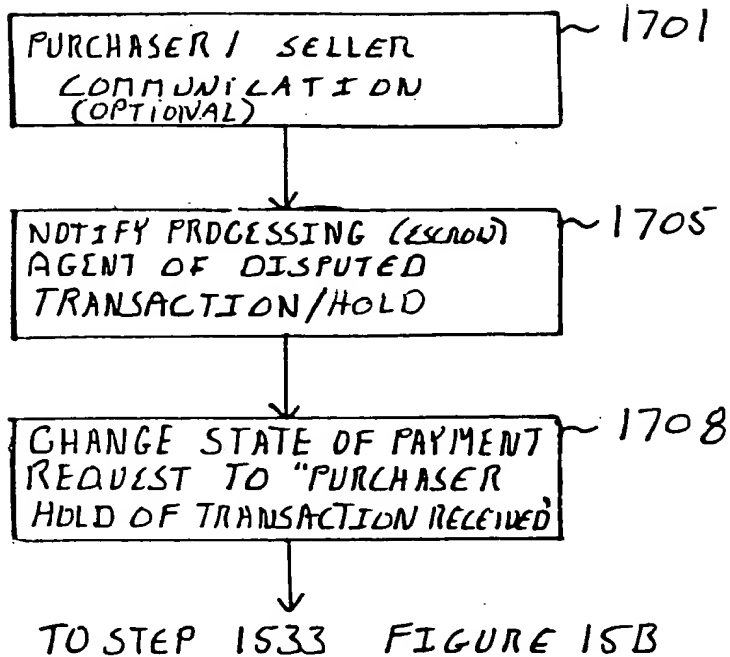 PURCHASER / SELLER
COMMUNICATION
(OPTIONAL)
1701
NOTIFY PROCESSING (ESCROW)
AGENT OF DISPUTED
TRANSACTION/HOLD
1705
CHANGE STATE OF PAYMENT
REQUEST TO "PURCHASER
HOLD OF TRANSACTION RECEIVED"
1708
TO STEP 1533 FIGURE 15B